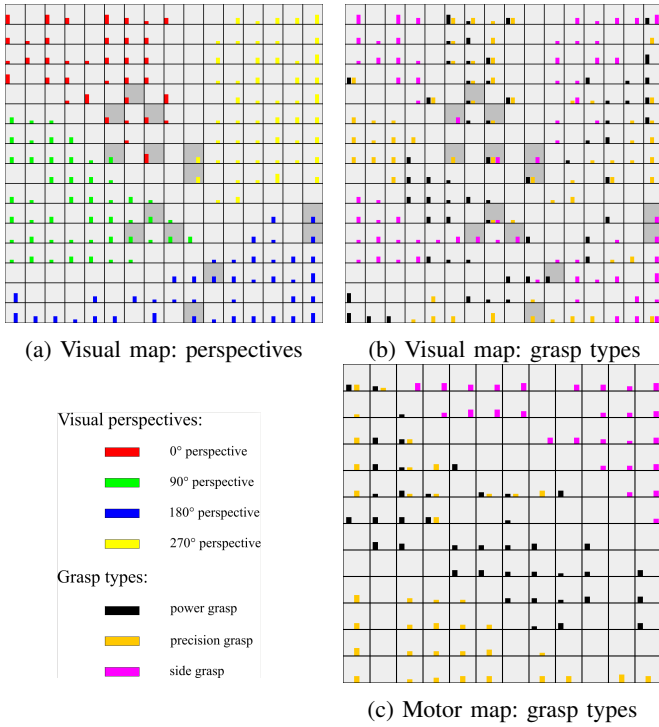 (a) Visual map: perspectives
(b) Visual map: grasp types
Visual perspectives:
0° perspective
90° perspective
180° perspective
270° perspective
Grasp types:
power grasp
precision grasp
side grasp
(c) Motor map: grasp types